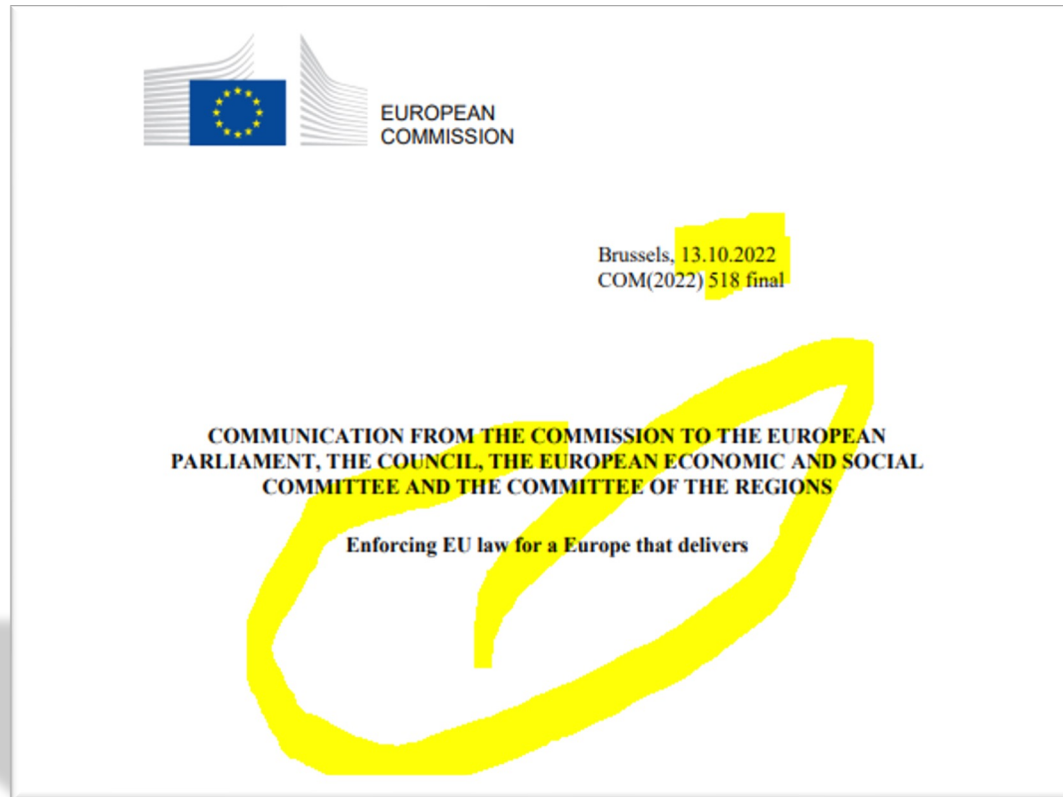 EUROPEAN
COMMISSION
Brussels, 13.10.2022
COM(2022) 518 final
COMMUNICATION FROM THE COMMISSION TO THE EUROPEAN
PARLIAMENT, THE COUNCIL, THE EUROPEAN ECONOMIC AND SOCIAL
COMMITTEE AND THE COMMITTEE OF THE REGIONS
Enforcing EU law for a Europe that delivers